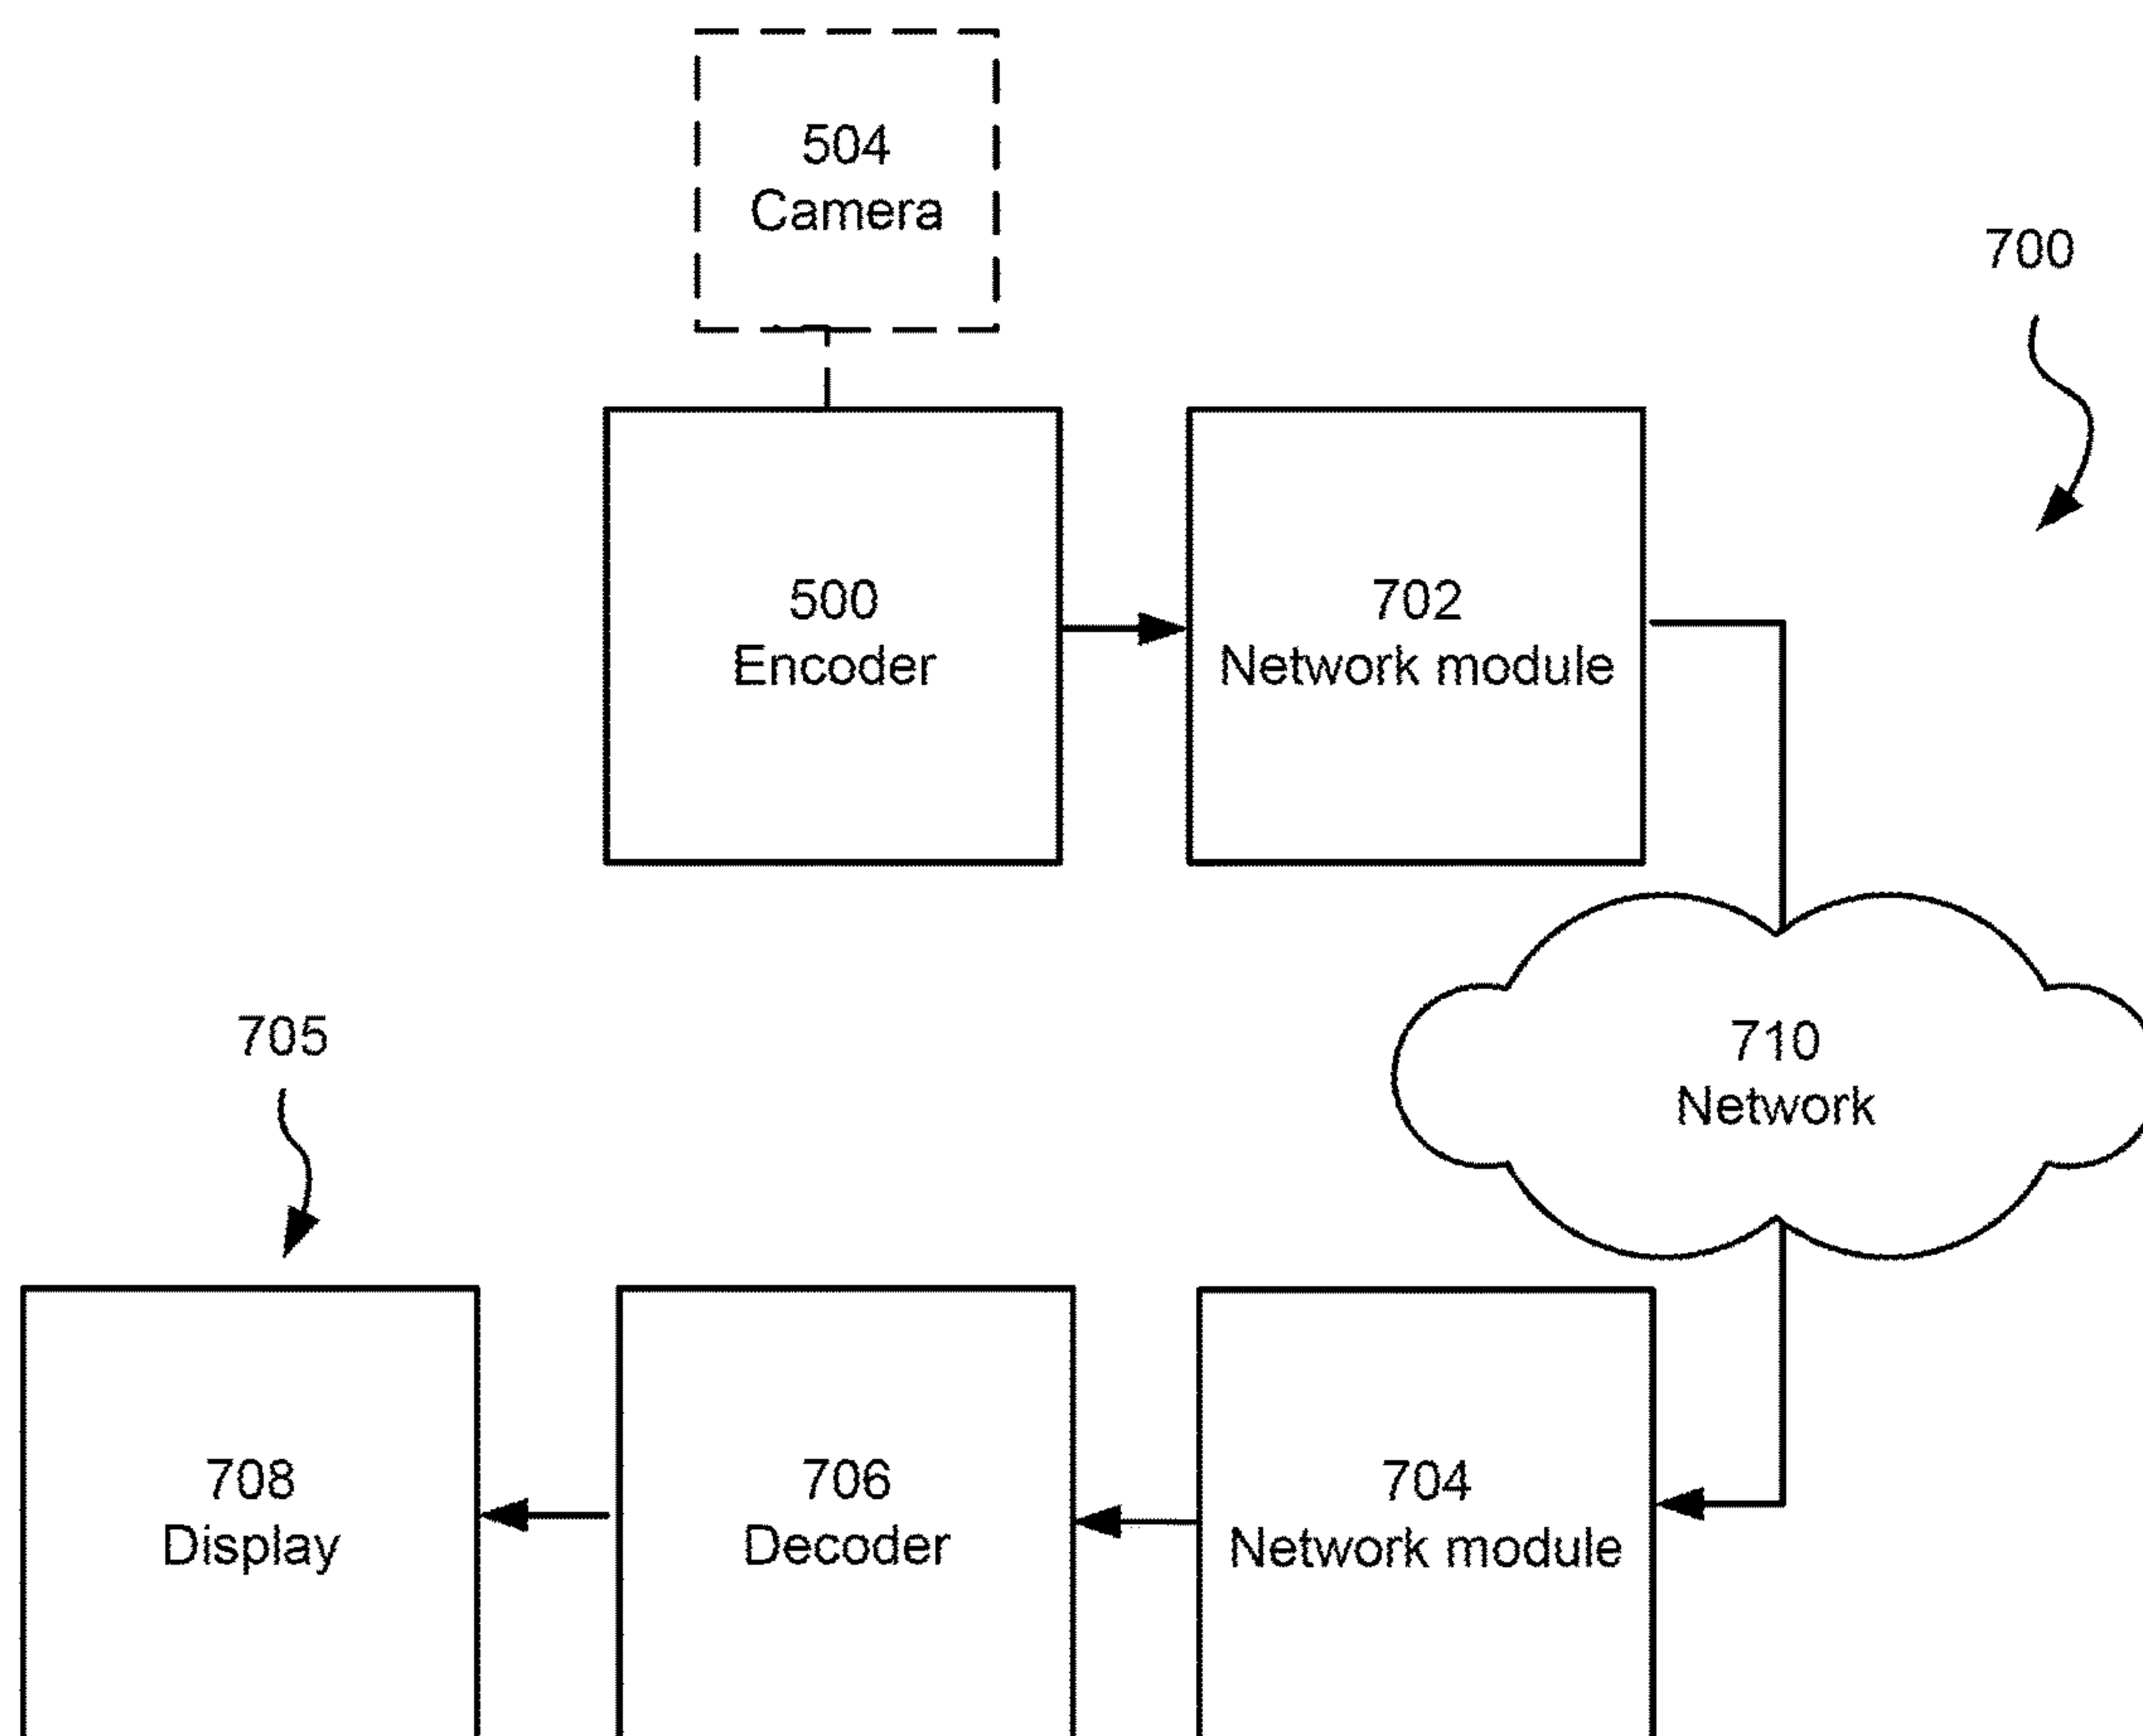 504
Camera
700
500
Encoder
702
Network module
710
Network
705
708
Display
706
Decoder
704
Network module